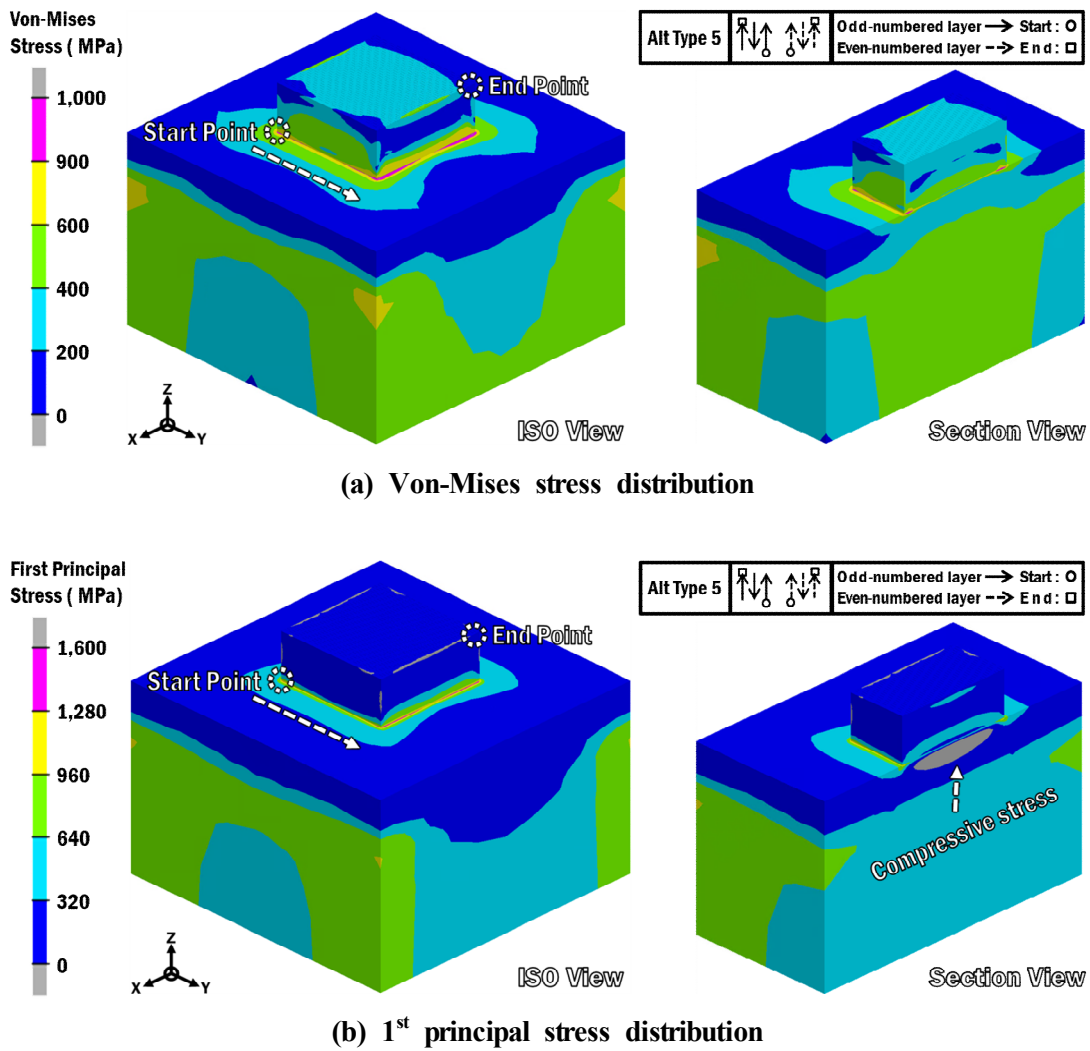 Von-Mises
Stress ( MPa)
1,000
900
600
400
200
0
Start Point
End Point
Z
X
Y
ISO View
Alt Type 5
Odd-numbered layer Start :
Even-numbered layer End :
Section View
(a) Von-Mises stress distribution
First Principal
Stress ( MPa)
1,600
1,280
960
640
320
0
Start Point
End Point
Z
X
Y
ISO View
Alt Type 5
Odd-numbered layer Start :
Even-numbered layer End :
Compressive stress
Section View
(b) 1st principal stress distribution